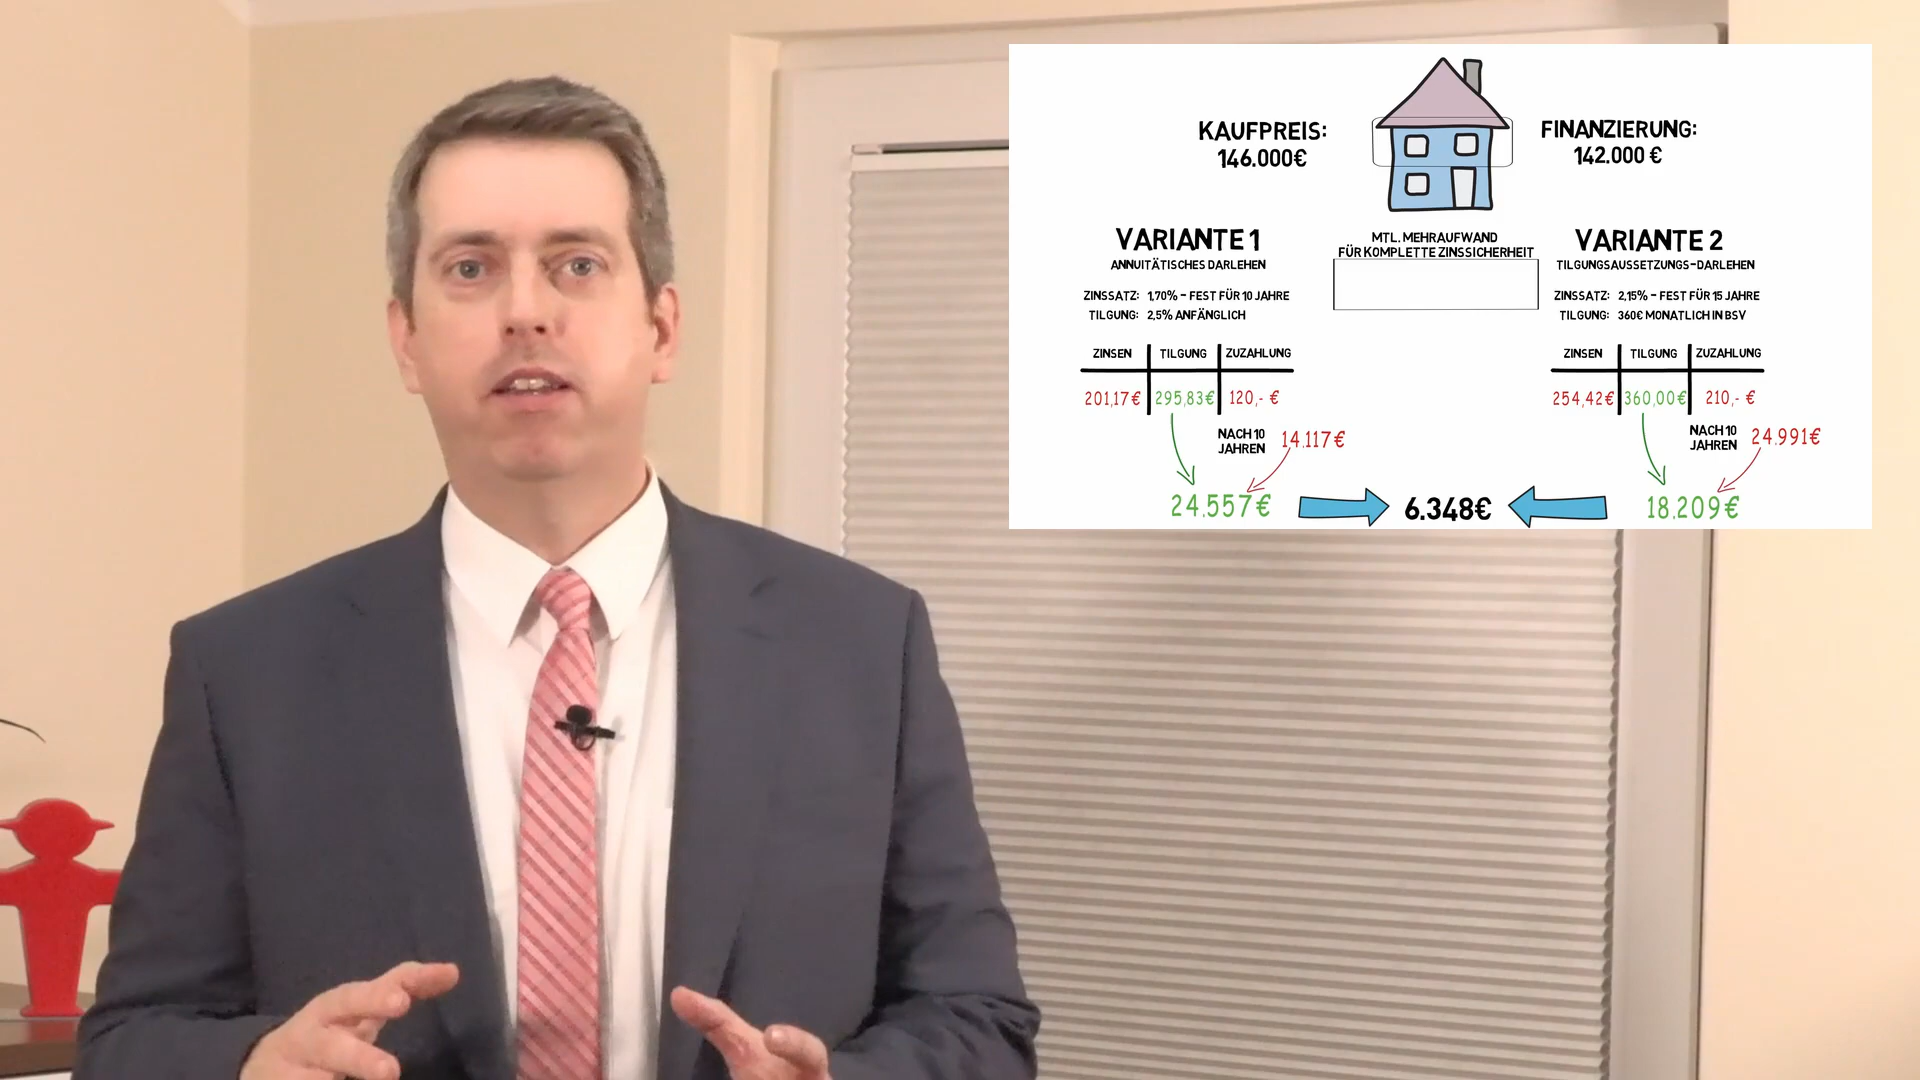 KAUFPREIS:
146.000€
FINANZIERUNG:
142.000 €
VARIANTE 1
ANNUITÄTISCHES DARLEHEN
ZINSSATZ: 1,70% - FEST FÜR 10 JAHRE
TILGUNG: 2,5% ANFÄNGLICH
ZINSEN TILGUNG ZUZAHLUNG
201,17€ 295,83€ 120,- €
NACH 10
JAHREN
14.117€
24.557€
MTL. MEHRAUFWAND
FÜR KOMPLETTE ZINSSICHERHEIT
6.348€
VARIANTE 2
TILGUNGSAUSSETZUNGS-DARLEHEN
ZINSSATZ: 2,15% - FEST FÜR 15 JAHRE
TILGUNG: 360€ MONATLICH IN BSV
ZINSEN TILGUNG ZUZAHLUNG
254,42€ 360,00€ 210,- €
NACH 10
JAHREN
24.991€
18.209€